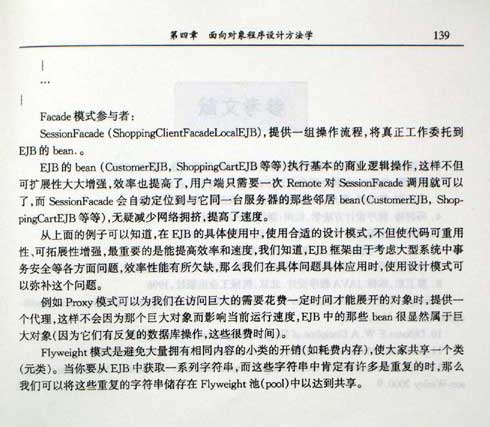 第四章 面向对象程序设计方法学 139
|
...
|
Facade 模式参与者：
SessionFacade (ShoppingClientFacadeLocalEJB)，提供一组操作流程，将真正工作委托到
EJB 的 bean.。
EJB 的 bean (CustomerEJB, ShoppingCartEJB 等等)执行基本的商业逻辑操作，这样不但
可扩展性大大增强，效率也提高了，用户端只需要一次 Remote 对 SessionFacade 调用就可以
了，而 SessionFacade 会自动定位到与它同一台服务器的那些邻居 bean(CustomerEJB, Shop-
pingCartEJB 等等)，无疑减少网络拥挤，提高了速度。
从上面的例子可以知道，在 EJB 的具体使用中，使用合适的设计模式，不但使代码可重用
性、可拓展性增强，最重要的是能提高效率和速度，我们知道，EJB 框架由于考虑大型系统中事
务安全等各方面问题，效率性能有所欠缺，那么我们在具体问题具体应用时，使用设计模式可
以弥补这个问题。
例如 Proxy 模式可以为我们在访问巨大的需要花费一定时间才能展开的对象时，提供一
个代理，这样不会因为那个巨大对象而影响当前运行速度，EJB 中的那些 bean 很显然属于巨
大对象(因为它们有反复的数据库操作，这些很费时间)。
Flyweight 模式是避免大量拥有相同内容的小类的开销(如耗费内存)，使大家共享一个类
(元类)。当你要从 EJB 中获取一系列字符串，而这些字符串中肯定有许多是重复的时，那么
我们可以将这些重复的字符串储存在 Flyweight 池(pool)中以达到共享。
参考文献